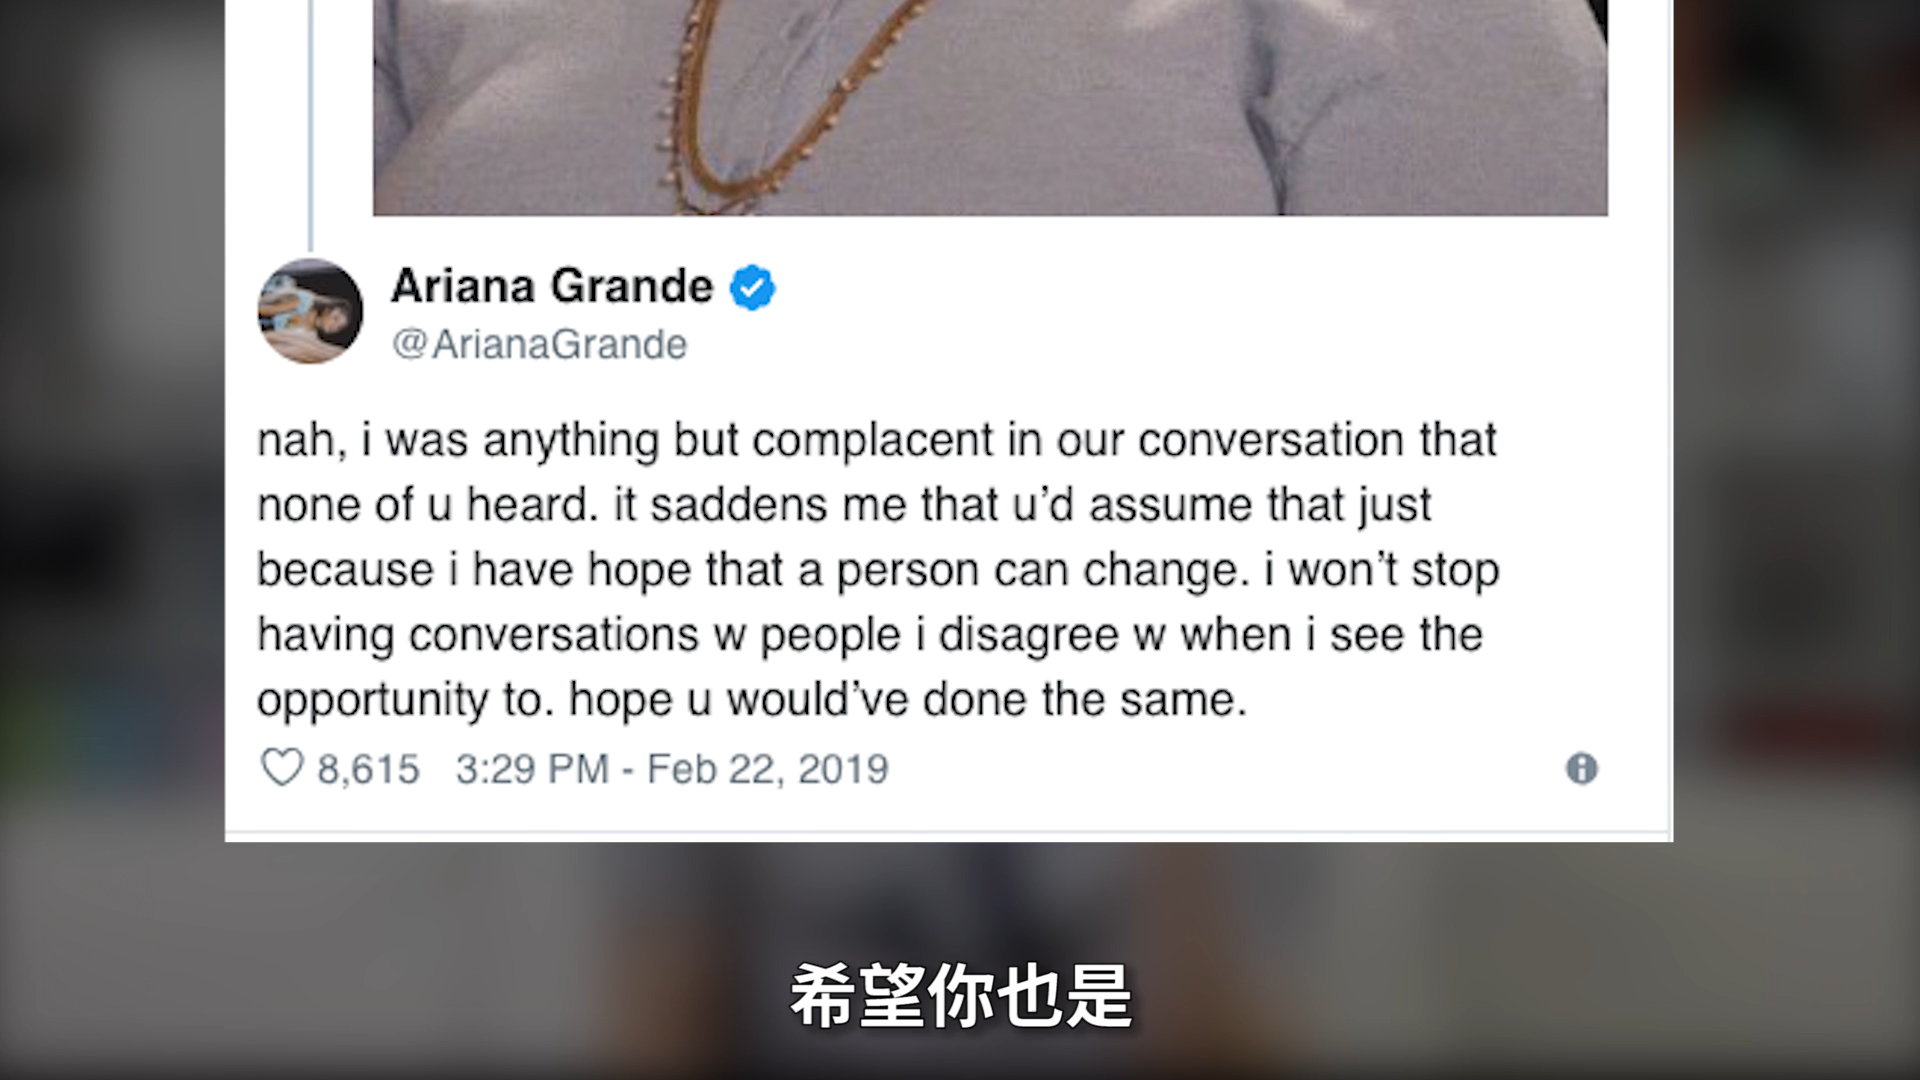 Ariana Grande
@ArianaGrande
nah, i was anything but complacent in our conversation that
none of u heard. it saddens me that u’d assume that just
because i have hope that a person can change. i won’t stop
having conversations w people i disagree w when i see the
opportunity to. hope u would’ve done the same.
8,615 3:29 PM - Feb 22, 2019
希望你也是